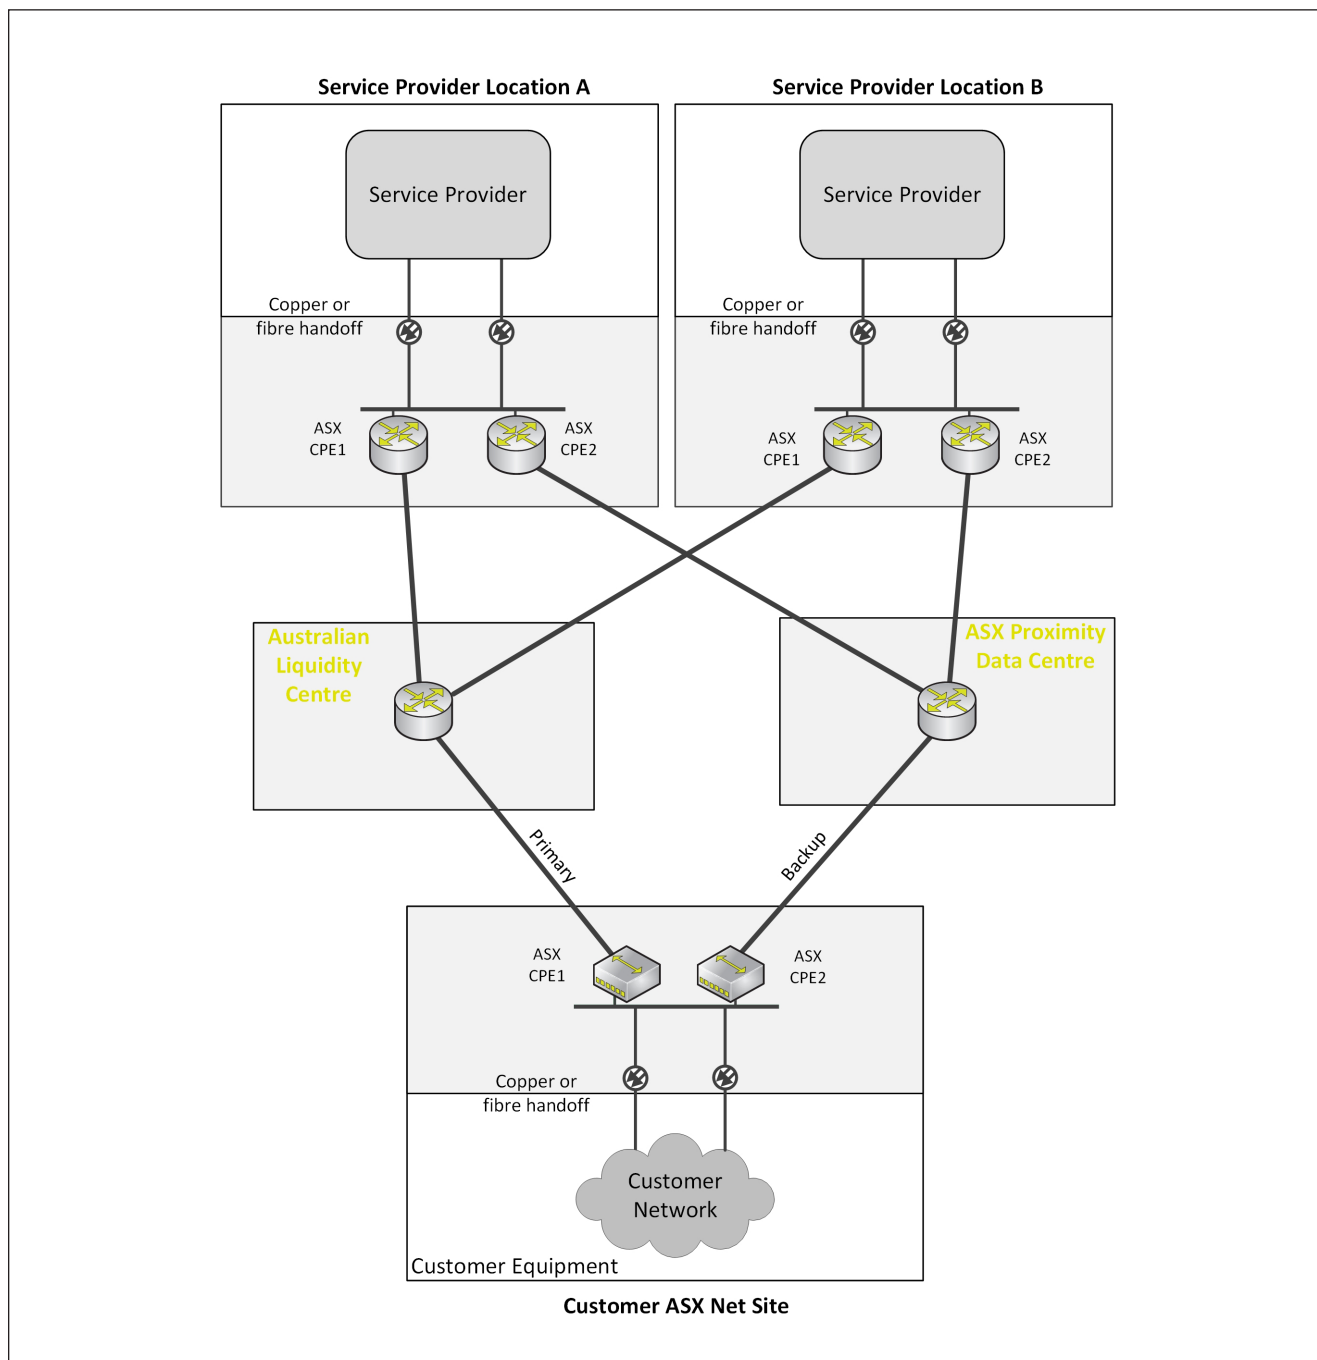 Service Provider Location A
Service Provider Location B
Service Provider
Service Provider
Copper or
fibre handoff
Copper or
fibre handoff
ASX
CPE1
ASX
CPE2
ASX
CPE1
ASX
CPE2
Australian
Liquidity
Centre
ASX Proximity
Data Centre
Primary
Backup
ASX
CPE1
ASX
CPE2
Copper or
fibre handoff
Customer
Network
Customer Equipment
Customer ASX Net Site